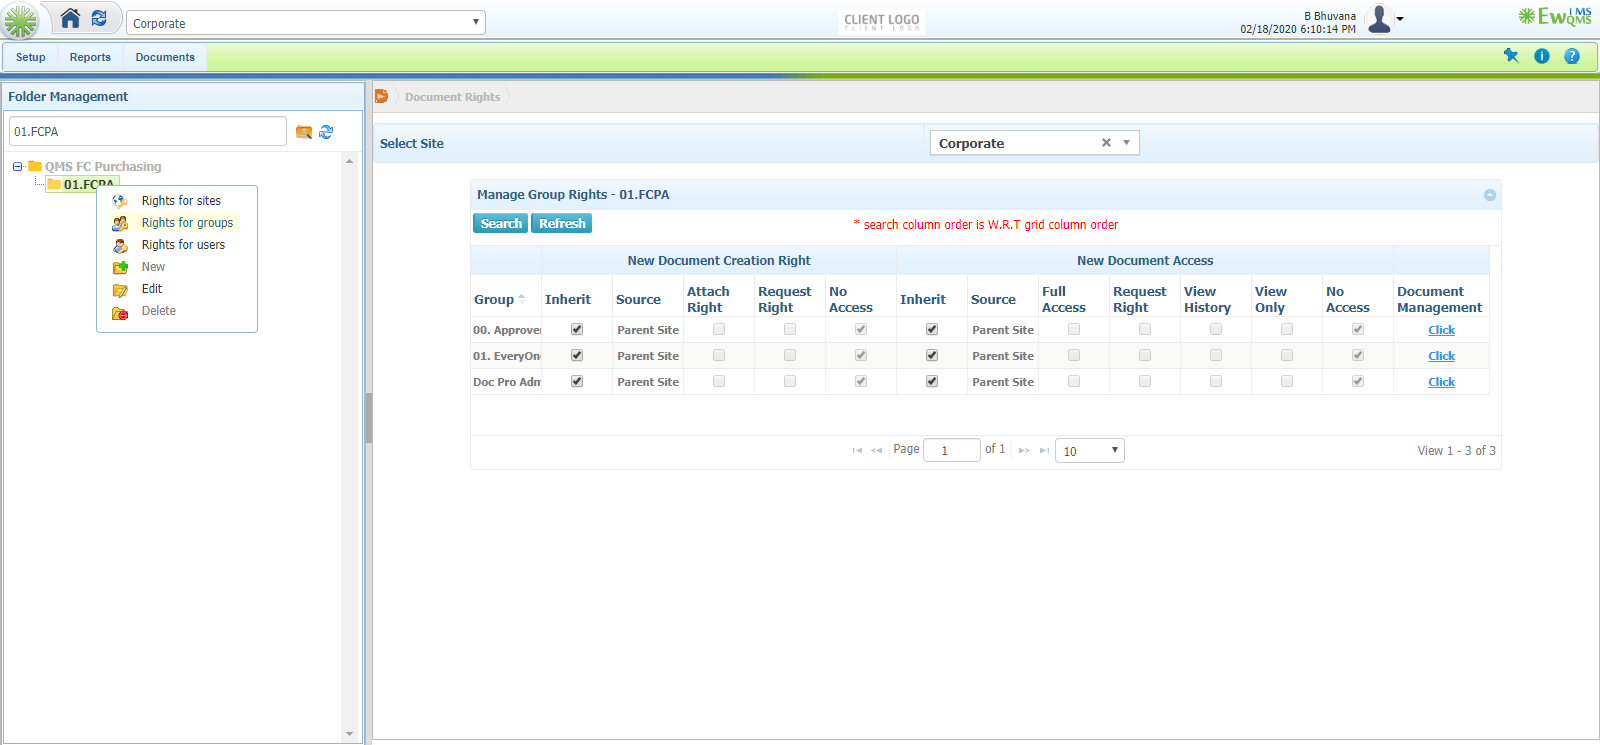 Corporate
CLIENT LOGO
CLIENT LOGO
B Bhuvana
02/18/2020 6:10:14 PM
EwQMS
IMS
Setup Reports Documents
Folder Management
01.FCPA
QMS FC Purchasing
01.FCPA
Rights for sites
Rights for groups
Rights for users
New
Edit
Delete
Document Rights
Select Site
Corporate
Manage Group Rights - 01.FCPA
Search Refresh
* search column order is W.R.T grid column order
New Document Creation Right New Document Access
Group Inherit Source Attach Right Request Right No Access Inherit Source Full Access Request Right View History View Only No Access Document Management
00. Approver Parent Site Parent Site Click
01. EveryOne Parent Site Parent Site Click
Doc Pro Adm Parent Site Parent Site Click
Page 1 of 1 10 View 1 - 3 of 3